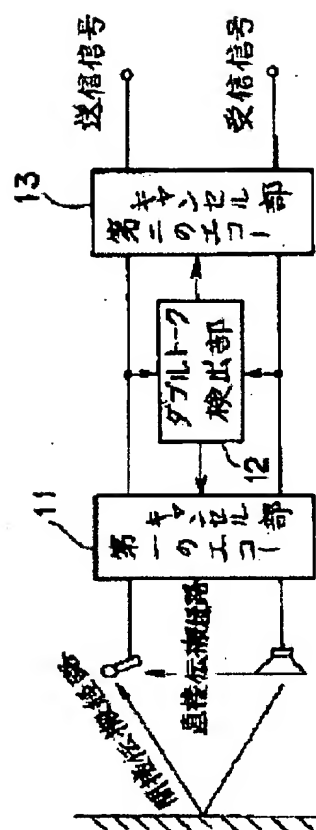 間接伝搬経路
直接伝搬経路
11
第一のエコー
キャンセル部
12
ダブルトーク
検出部
13
第二のエコー
キャンセル部
送信信号
受信信号